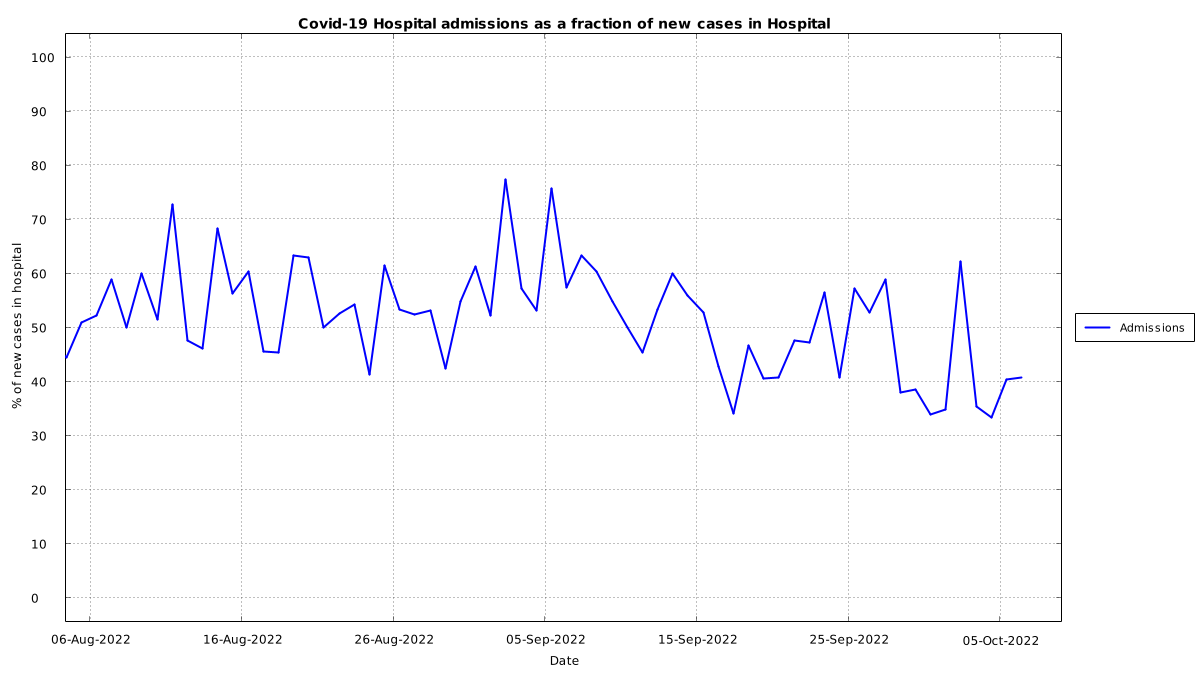 Covid-19 Hospital admissions as a fraction of new cases in Hospital
100
90
80
70
60
50
40
30
20
10
0
% of new cases in hospital
Admissions
06-Aug-2022
16-Aug-2022
26-Aug-2022
05-Sep-2022
15-Sep-2022
25-Sep-2022
05-Oct-2022
Date